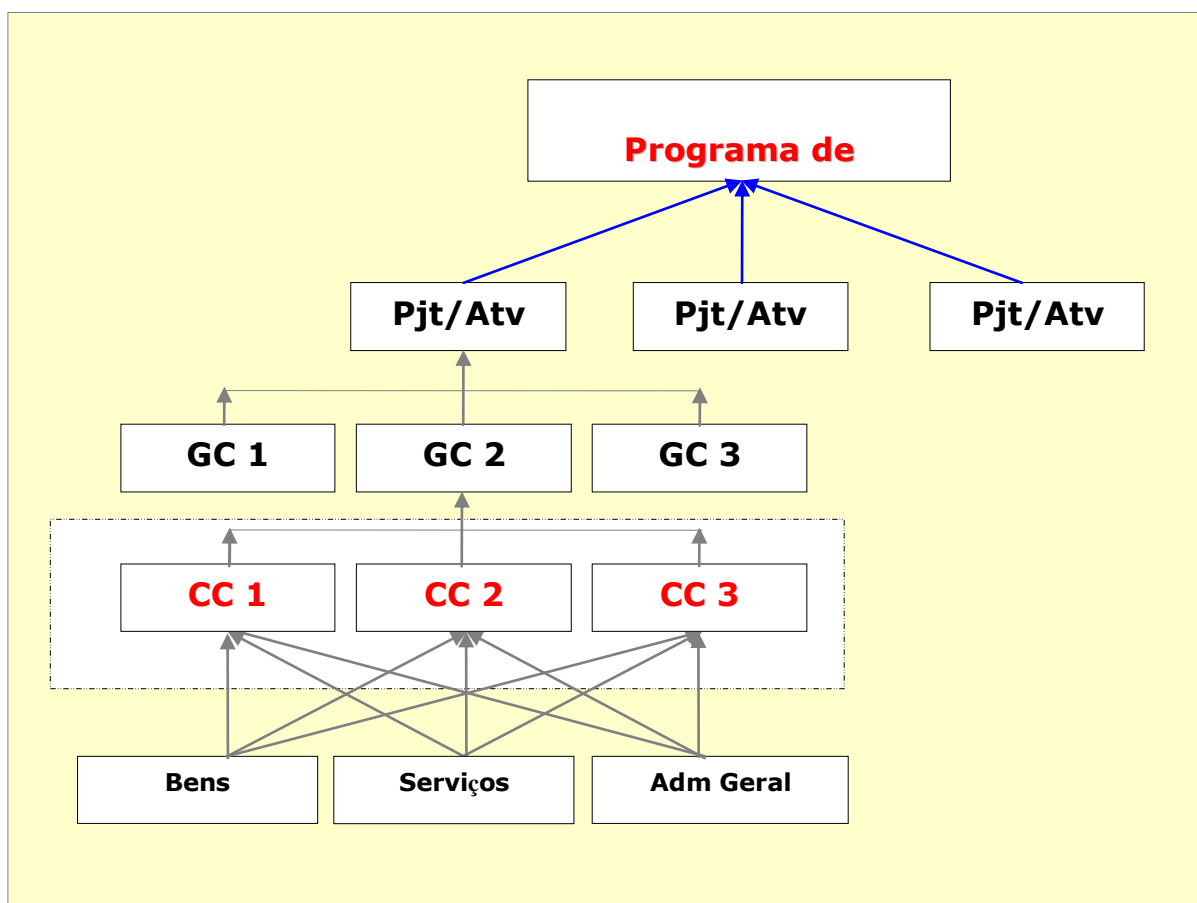 Programa de
Pjt/Atv
Pjt/Atv
Pjt/Atv
GC 1
GC 2
GC 3
CC 1
CC 2
CC 3
Bens
Serviços
Adm Geral